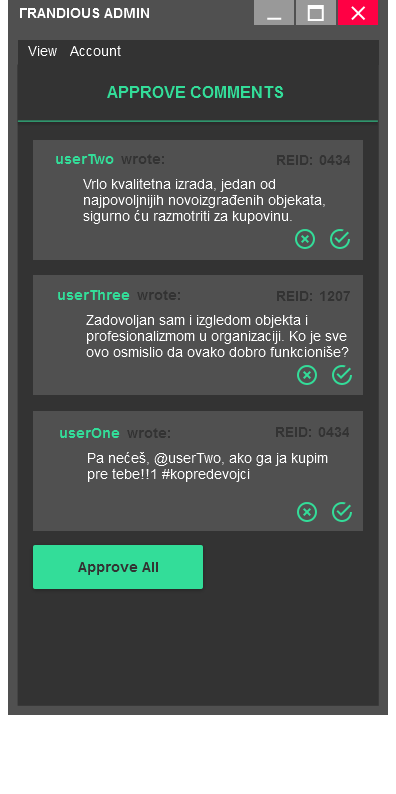 FRANDIOUS ADMIN
View Account
APPROVE COMMENTS
userTwo wrote: REID: 0434
Vrlo kvalitetna izrada, jedan od
najpovoljnijih novoizgrađenih objekata,
sigurno ću razmotriti za kupovinu.
userThree wrote: REID: 1207
Zadovoljan sam i izgledom objekta i
profesionalizmom u organizaciji. Ko je sve
ovo osmislio da ovako dobro funkcioniše?
userOne wrote: REID: 0434
Pa nećeš, @userTwo, ako ga ja kupim
pre tebe!!1 #kopredevojci
Approve All